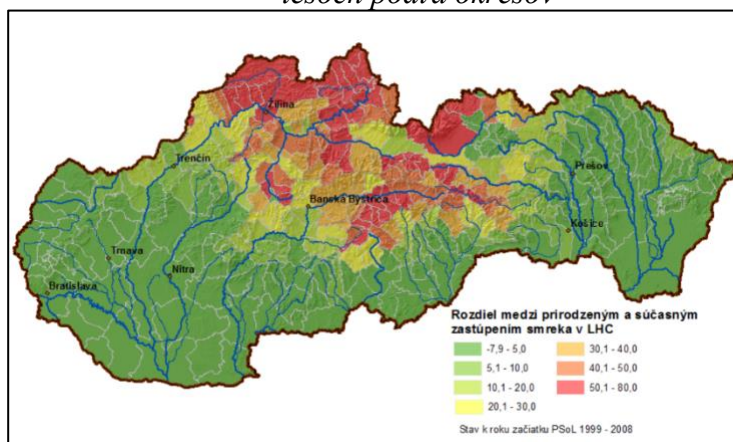 lesoch podľa okresov
Žilina
Trenčín
Prešov
Banská Bystrica
Košice
Trnava
Nitra
Bratislava
Rozdiel medzi prirodzeným a súčasným
zastúpením smreka v LHC
-7,9 - 5,0
30,1 - 40,0
5,1 - 10,0
40,1 - 50,0
10,1 - 20,0
50,1 - 80,0
20,1 - 30,0
Stav k roku začiatku PSoL 1999 - 2008